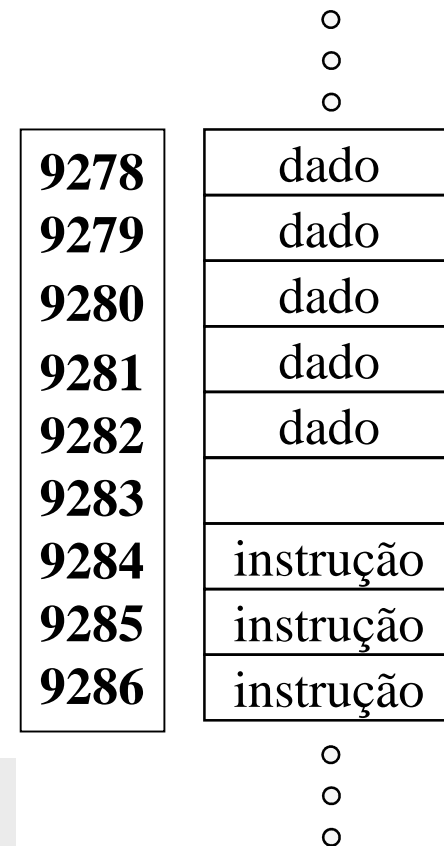 9278 dado
9279 dado
9280 dado
9281 dado
9282 dado
9283
9284 instrução
9285 instrução
9286 instrução